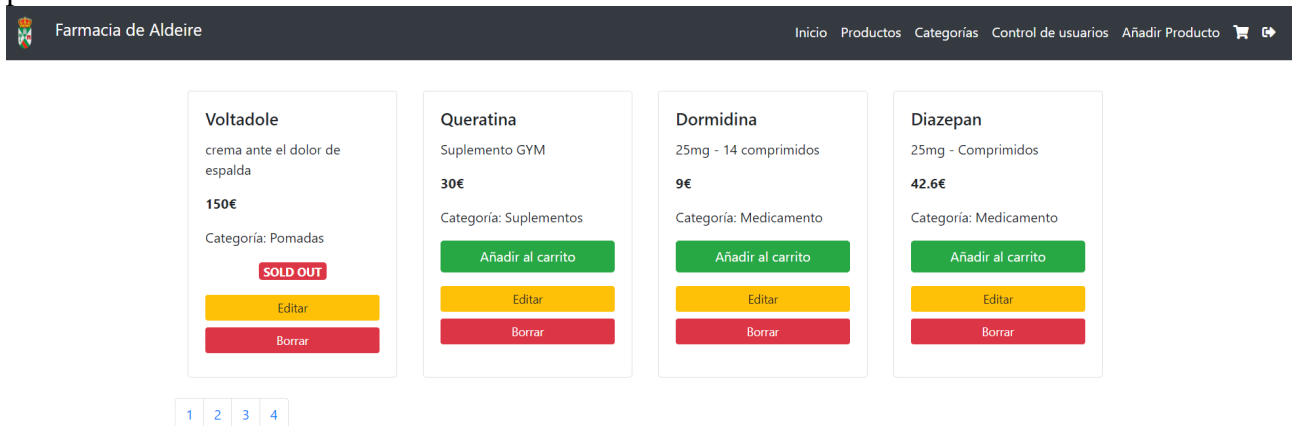 Farmacia de Aldeire
Inicio Productos Categorías Control de usuarios Añadir Producto
Voltadole
crema ante el dolor de
espalda
150€
Categoría: Pomadas
SOLD OUT
Editar
Borrar
Queratina
Suplemento GYM
30€
Categoría: Suplementos
Añadir al carrito
Editar
Borrar
Dormidina
25mg - 14 comprimidos
9€
Categoría: Medicamento
Añadir al carrito
Editar
Borrar
Diazepan
25mg - Comprimidos
42.6€
Categoría: Medicamento
Añadir al carrito
Editar
Borrar
1 2 3 4